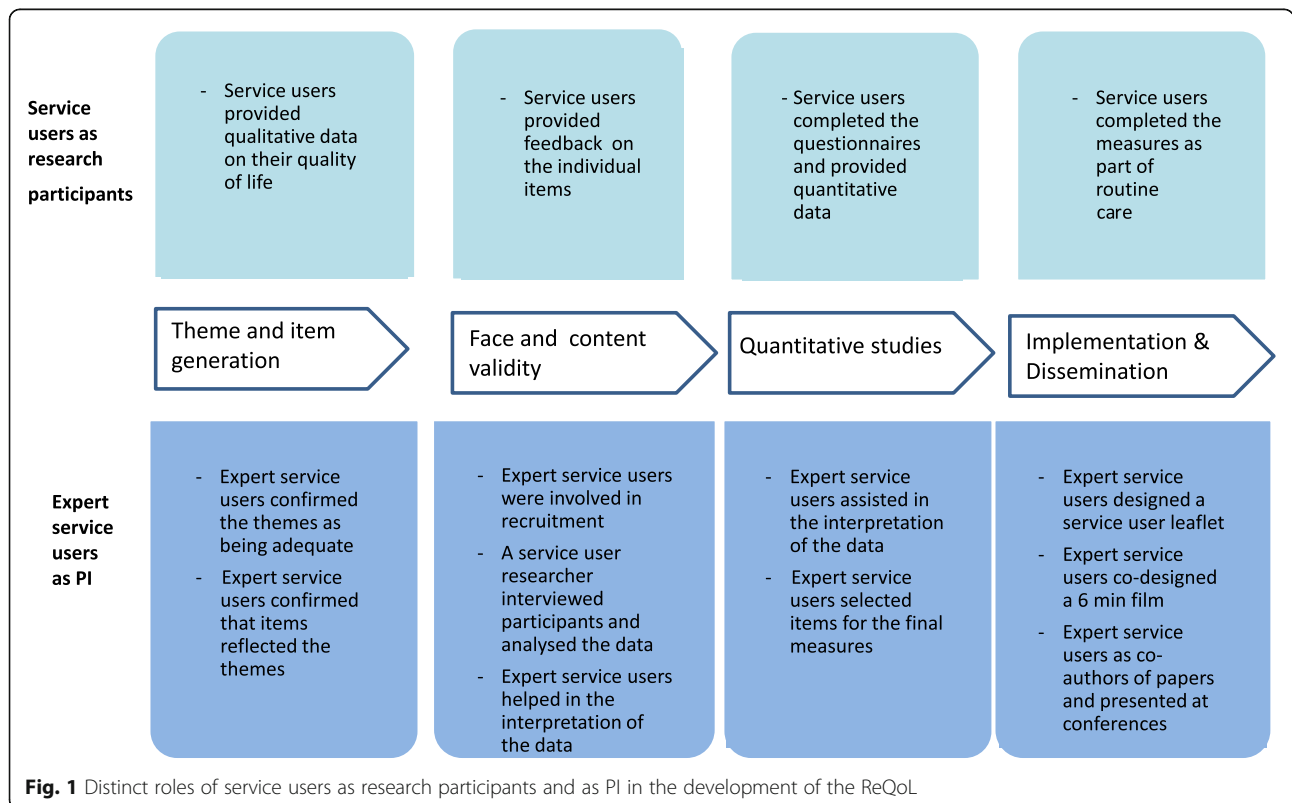 Service
users as
research
participants
- Service users
provided
qualitative data
on their quality
of life
- Service users
provided
feedback on
the individual
items
- Service users
completed the
questionnaires
and provided
quantitative
data
- Service users
completed the
measures as
part of
routine
care
Theme and item
generation
Face and content
validity
Quantitative studies
Implementation &
Dissemination
Expert
service
users
as PI
- Expert service
users confirmed
the themes as
being adequate
- Expert service
users confirmed
that items
reflected the
themes
- Expert service users
were involved in
recruitment
- A service user
researcher
interviewed
participants and
analysed the data
- Expert service users
helped in the
interpretation of
the data
- Expert service
users assisted in
the interpretation
of the data
- Expert service
users selected
items for the final
measures
- Expert service
users designed a
service user leaflet
- Expert service
users co-designed
a 6 min film
- Expert service
users as co-
authors of papers
and presented at
conferences
Fig. 1 Distinct roles of service users as research participants and as PI in the development of the ReQoL